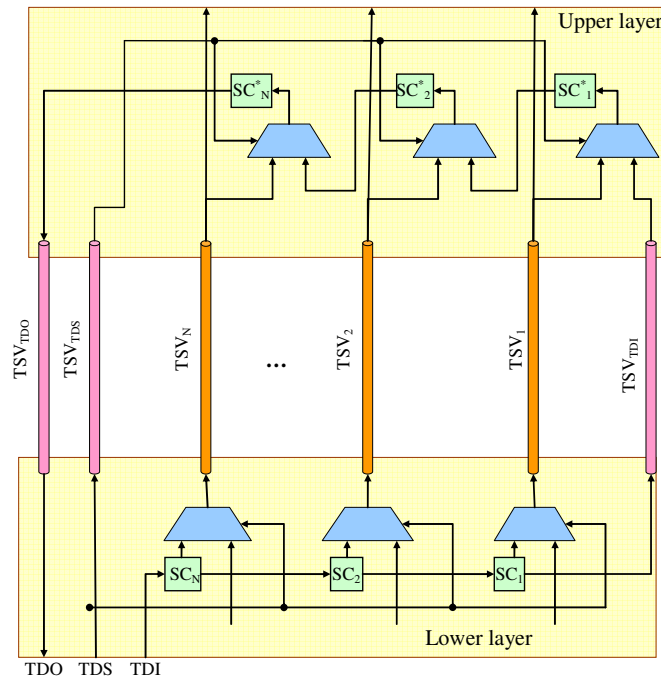 Upper layer
SC*N SC*2 SC*1
TSVTDO TSVTDS TSVN ... TSV2 TSV1 TSVTDI
SCN SC2 SC1
Lower layer
TDO TDS TDI